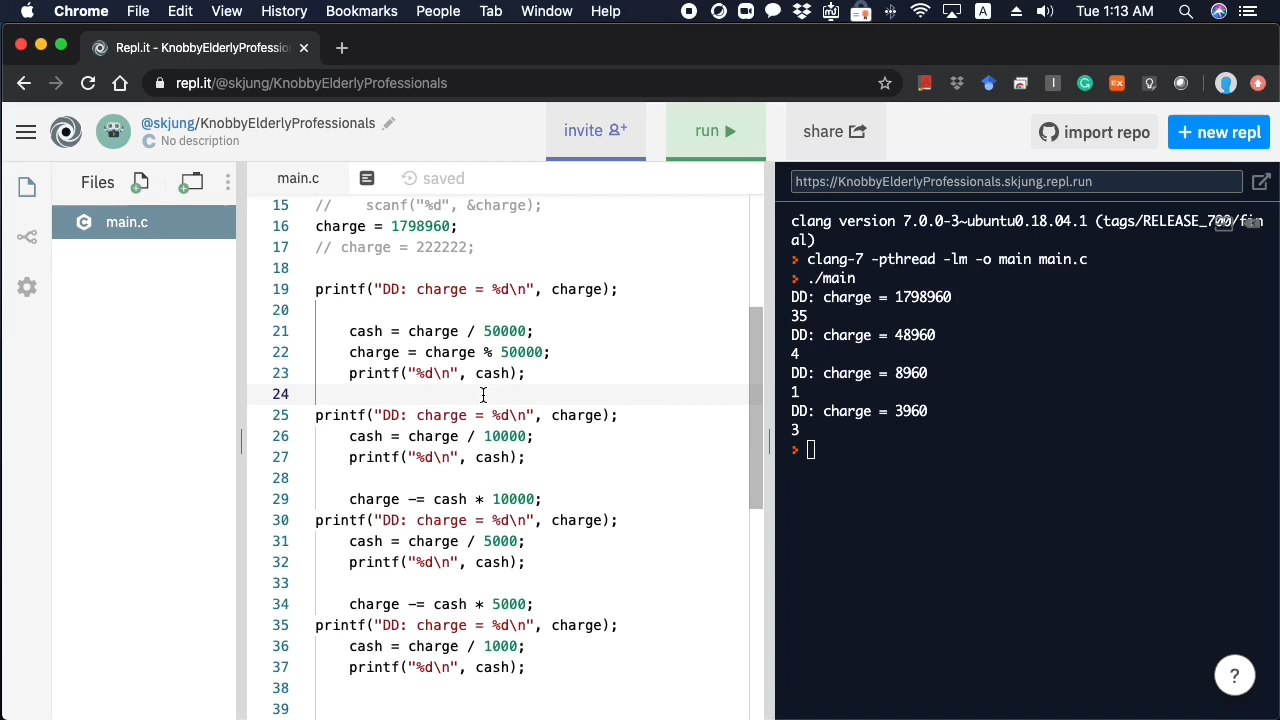 Chrome File Edit View History Bookmarks People Tab Window Help A Tue 1:13 AM
Repl.it - KnobbyElderlyProfessio
repl.it/@skjung/KnobbyElderlyProfessionals
@skjung/KnobbyElderlyProfessionals
C No description
invite
run
share
import repo
+ new repl
Files
main.c
main.c
saved
15 // scanf("%d", &charge);
16 charge = 1798960;
17 // charge = 222222;
18
19 printf("DD: charge = %d\n", charge);
20
21 cash = charge / 50000;
22 charge = charge % 50000;
23 printf("%d\n", cash);
24
25 printf("DD: charge = %d\n", charge);
26 cash = charge / 10000;
27 printf("%d\n", cash);
28
29 charge -= cash * 10000;
30 printf("DD: charge = %d\n", charge);
31 cash = charge / 5000;
32 printf("%d\n", cash);
33
34 charge -= cash * 5000;
35 printf("DD: charge = %d\n", charge);
36 cash = charge / 1000;
37 printf("%d\n", cash);
38
39
https://KnobbyElderlyProfessionals.skjung.repl.run
clang version 7.0.0-3~ubuntu0.18.04.1 (tags/RELEASE_700/fin
al)
> clang-7 -pthread -lm -o main main.c
> ./main
DD: charge = 1798960
35
DD: charge = 48960
4
DD: charge = 8960
1
DD: charge = 3960
3
>
?